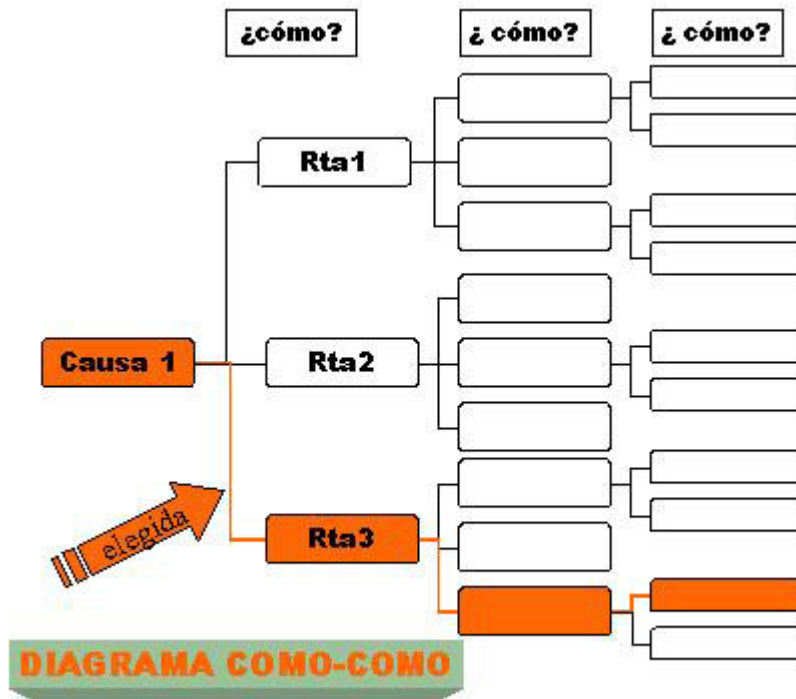 ¿cómo?
¿ cómo?
¿ cómo?
Rta1
Causa 1
Rta2
elegida
Rta3
DIAGRAMA COMO-COMO